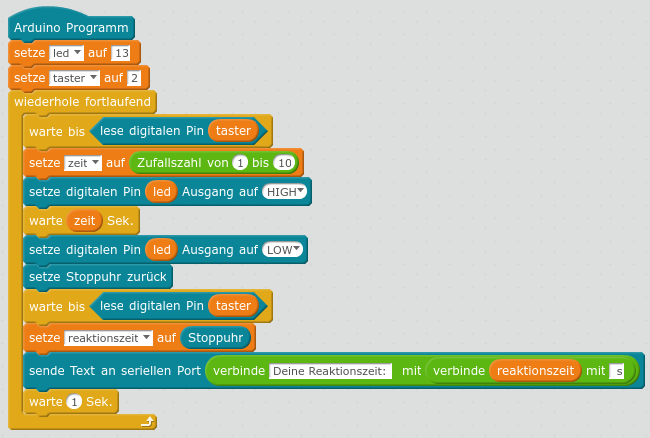 Arduino Programm
setze led auf 13
setze taster auf 2
wiederhole fortlaufend
warte bis lese digitalen Pin taster
setze zeit auf Zufallszahl von 1 bis 10
setze digitalen Pin led Ausgang auf HIGH
warte zeit Sek.
setze digitalen Pin led Ausgang auf LOW
setze Stoppuhr zurück
warte bis lese digitalen Pin taster
setze reaktionszeit auf Stoppuhr
sende Text an seriellen Port verbinde Deine Reaktionszeit: mit verbinde reaktionszeit mit s
warte 1 Sek.